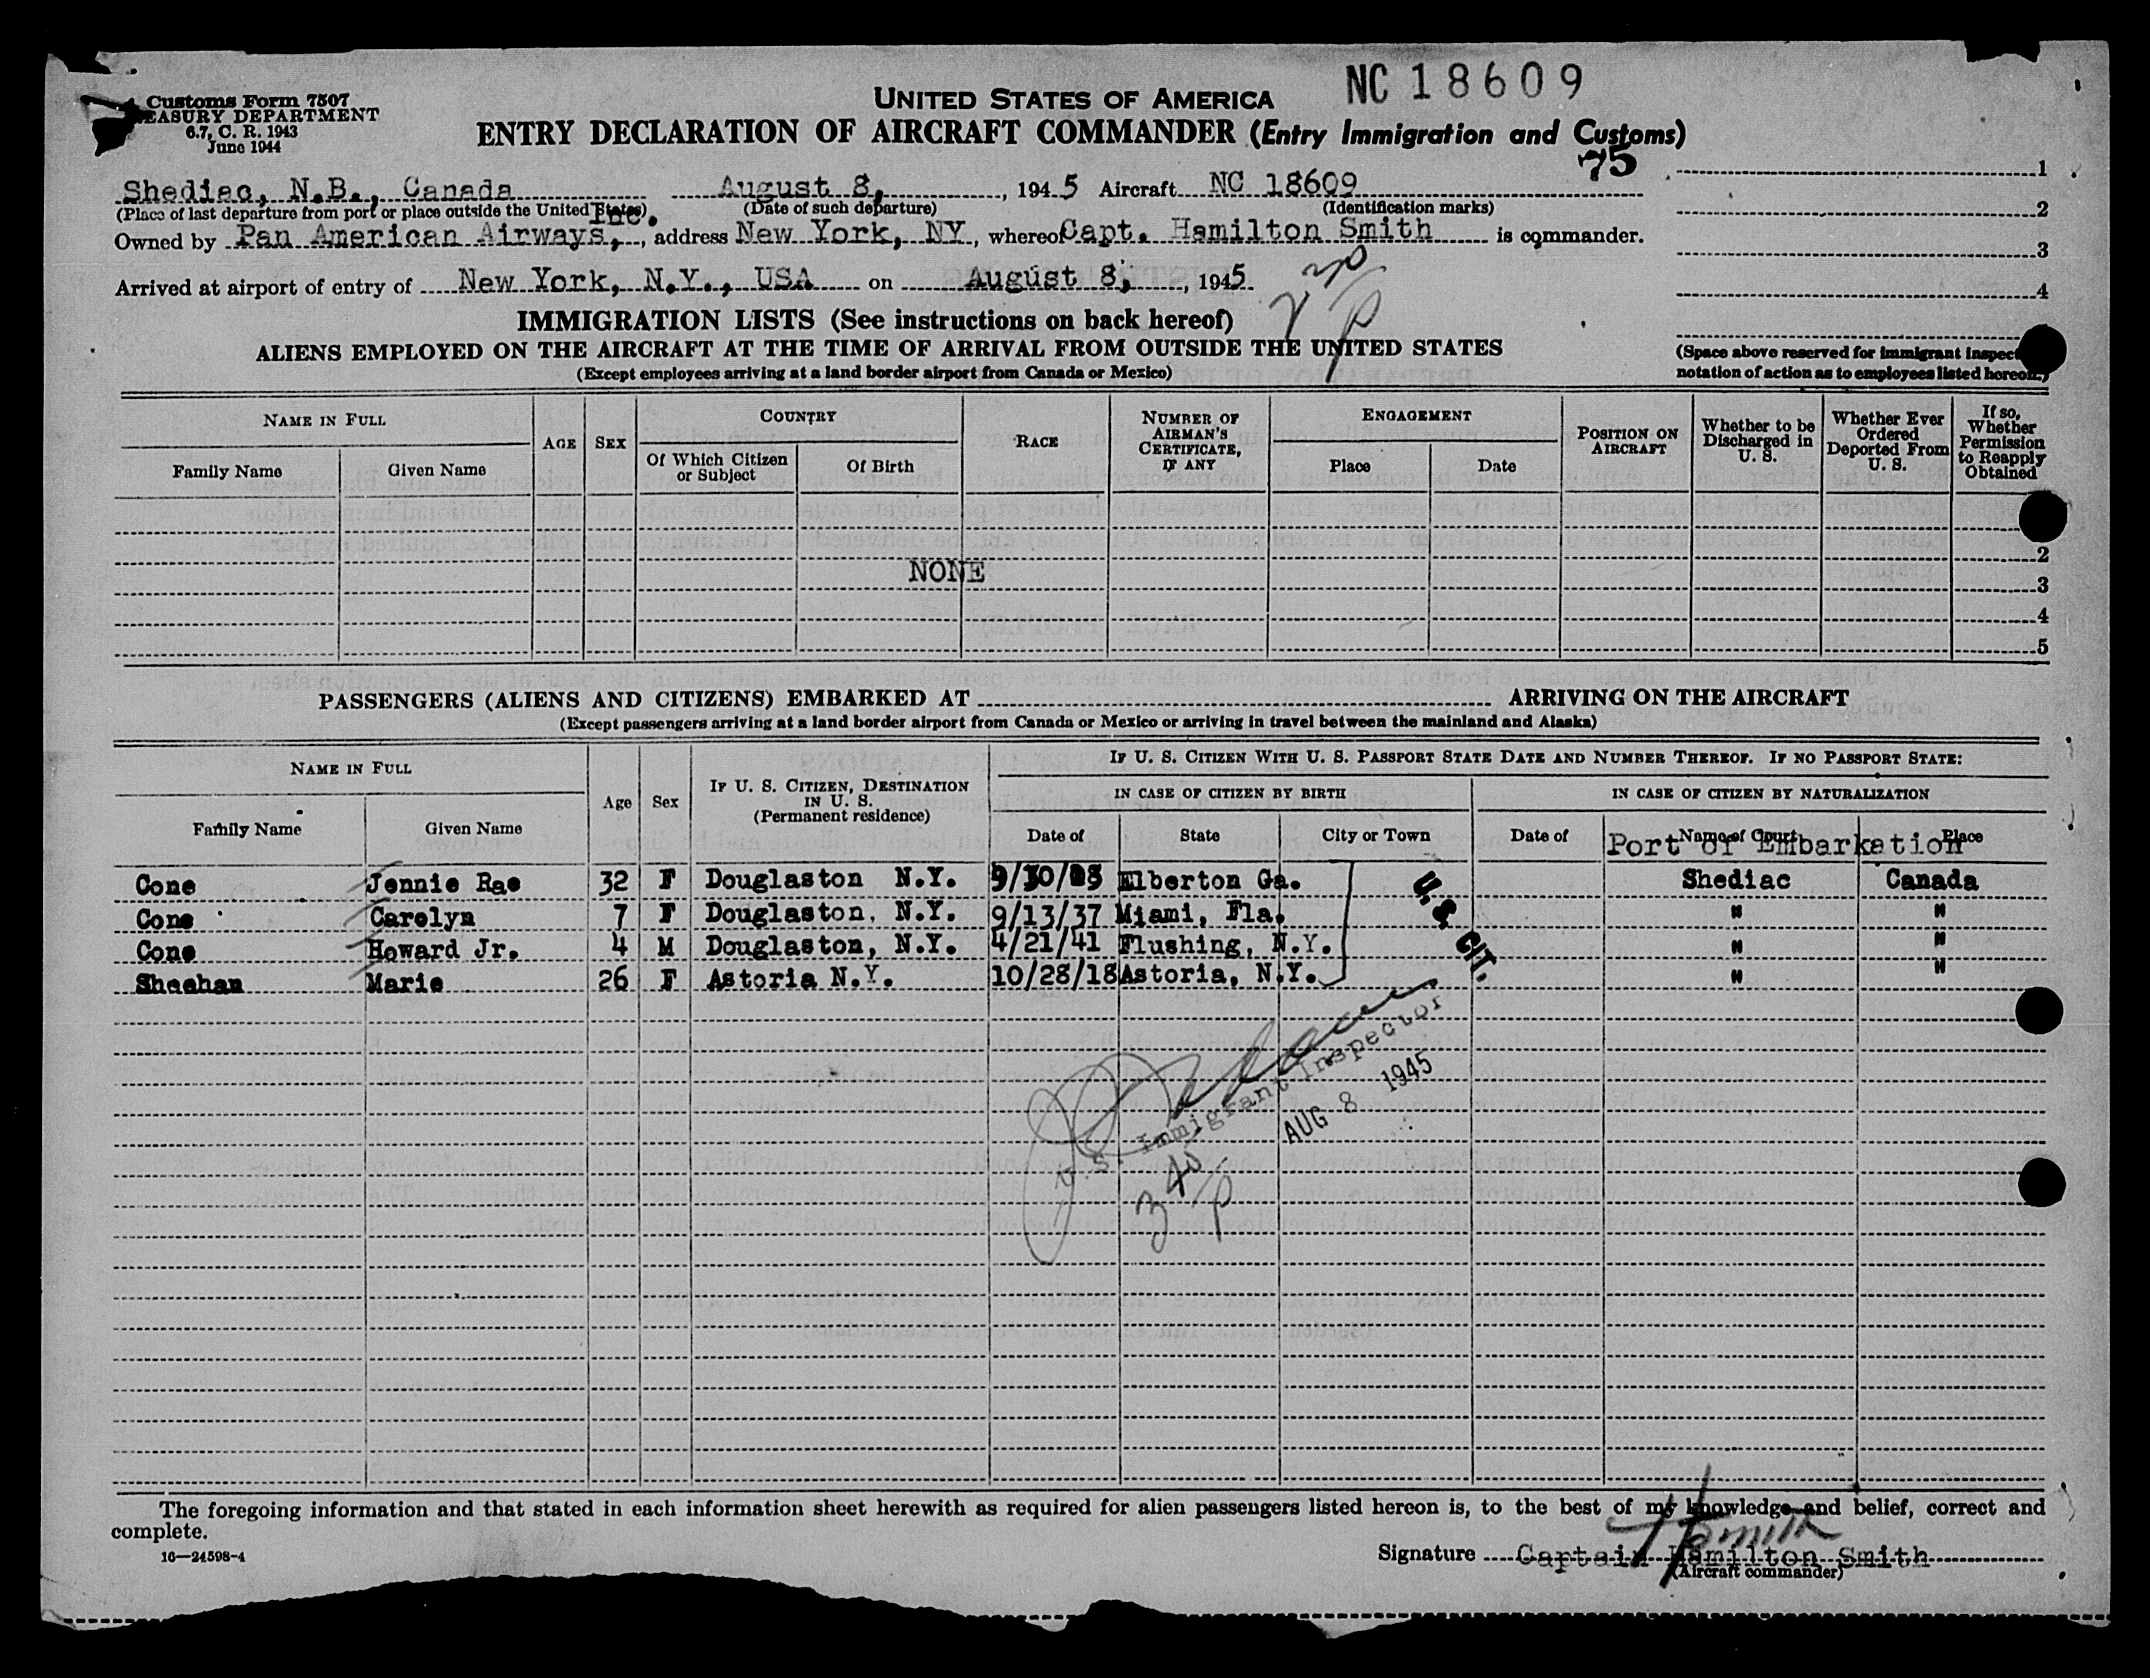 NC 18609
Customs Form 7507
TREASURY DEPARTMENT
6.7, C. R. 1943
June 1944
UNITED STATES OF AMERICA
ENTRY DECLARATION OF AIRCRAFT COMMANDER (Entry Immigration and Customs)
75
Shediac, N.B., Canada August 8, , 1945 Aircraft NC 18609
(Place of last departure from port or place outside the United States) (Date of such departure) (Identification marks)
Owned by Pan American Airways, Inc. , address New York, NY , whereof Capt. Hamilton Smith is commander.
Arrived at airport of entry of New York, N.Y., USA on August 8, , 1945
1
2
3
4
(Space above reserved for immigrant inspect
notation of action as to employees listed hereon.)
IMMIGRATION LISTS (See instructions on back hereof)
ALIENS EMPLOYED ON THE AIRCRAFT AT THE TIME OF ARRIVAL FROM OUTSIDE THE UNITED STATES
(Except employees arriving at a land border airport from Canada or Mexico)
NAME IN FULL
Family Name Given Name
AGE SEX
COUNTRY
Of Which Citizen or Subject Of Birth
RACE
NUMBER OF AIRMAN'S CERTIFICATE, IF ANY
ENGAGEMENT
Place Date
POSITION ON AIRCRAFT
Whether to be Discharged in U. S.
Whether Ever Ordered Deported From U. S.
If so, Whether Permission to Reapply Obtained
NONE
2
3
4
5
PASSENGERS (ALIENS AND CITIZENS) EMBARKED AT ARRIVING ON THE AIRCRAFT
(Except passengers arriving at a land border airport from Canada or Mexico or arriving in travel between the mainland and Alaska)
NAME IN FULL
Family Name Given Name
Age Sex
IF U. S. CITIZEN, DESTINATION IN U. S. (Permanent residence)
IF U. S. CITIZEN WITH U. S. PASSPORT STATE DATE AND NUMBER THEREOF. IF NO PASSPORT STATE:
IN CASE OF CITIZEN BY BIRTH IN CASE OF CITIZEN BY NATURALIZATION
Date of State City or Town Date of Name of Court Place
Port of Embarkation
Cone Jennie Rae 32 F Douglaston N.Y. Elberton Ga. Shediac Canada
Cone Carolyn 7 F Douglaston, N.Y. 9/13/37 Miami, Fla. " "
Cone Howard Jr. 4 M Douglaston, N.Y. 4/21/41 Flushing, N.Y. " "
Sheehan Marie 26 F Astoria N.Y. 10/28/18 Astoria, N.Y. " "
U.S. CIT.
U.S. Immigrant Inspector
AUG 8 1945
3 40 p
The foregoing information and that stated in each information sheet herewith as required for alien passengers listed hereon is, to the best of my knowledge and belief, correct and
complete.
16—24598-4
H Smith
Signature Captain Hamilton Smith
(Aircraft commander)